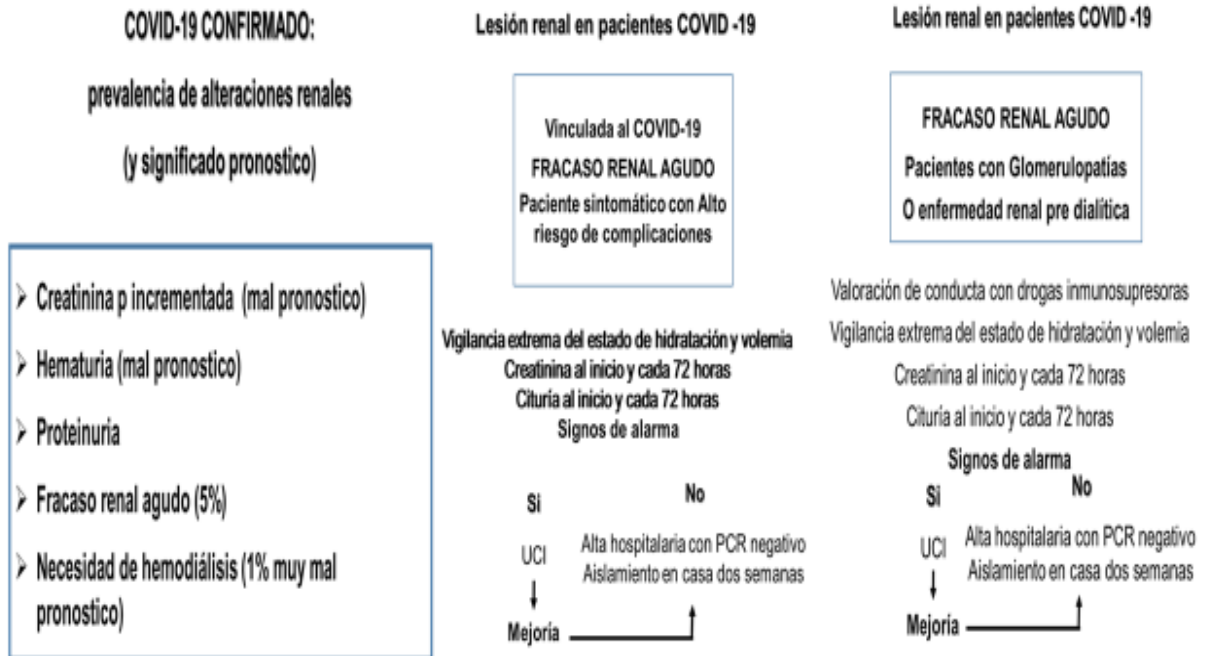 COVID-19 CONFIRMADO:
prevalencia de alteraciones renales
(y significado pronostico)
➢ Creatinina p incrementada (mal pronostico)
➢ Hematuria (mal pronostico)
➢ Proteinuria
➢ Fracaso renal agudo (5%)
➢ Necesidad de hemodiálisis (1% muy mal
pronostico)
Lesión renal en pacientes COVID -19
Vinculada al COVID-19
FRACASO RENAL AGUDO
Paciente sintomático con Alto
riesgo de complicaciones
Vigilancia extrema del estado de hidratación y volemia
Creatinina al inicio y cada 72 horas
Cituria al inicio y cada 72 horas
Signos de alarma
Si
No
UCI
Alta hospitalaria con PCR negativo
Aislamiento en casa dos semanas
Mejoría
Lesión renal en pacientes COVID -19
FRACASO RENAL AGUDO
Pacientes con Glomerulopatías
O enfermedad renal pre dialítica
Valoración de conducta con drogas inmunosupresoras
Vigilancia extrema del estado de hidratación y volemia
Creatinina al inicio y cada 72 horas
Cituria al inicio y cada 72 horas
Signos de alarma
Si
No
UCI
Alta hospitalaria con PCR negativo
Aislamiento en casa dos semanas
Mejoría